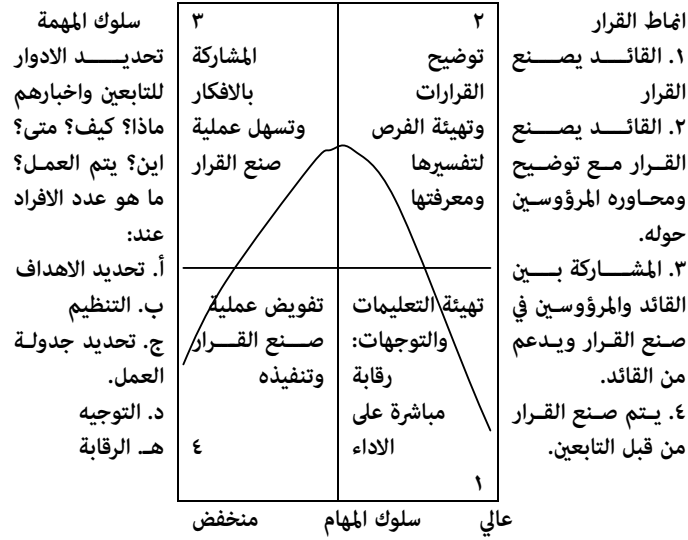 انماط القرار
١. القائد يصنع
القرار
٢. القائد يصنع
القرار مع توضيح
ومحاوره المرؤوسين
حوله.
٣. المشاركة بين
القائد والمرؤوسين في
صنع القرار ويدعم
من القائد.
٤. يتم صنع القرار
من قبل التابعين.
٢
توضيح
القرارات
وتهيئة الفرص
لتفسيرها
ومعرفتها
٣
المشاركة
بالافكار
وتسهل عملية
صنع القرار
تهيئة التعليمات
والتوجهات:
رقابة
مباشرة على
الاداء
١
تفويض عملية
صنع القرار
وتنفيذه
٤
سلوك المهمة
تحديد الادوار
للتابعين واخبارهم
ماذا؟ كيف؟ متى؟
اين؟ يتم العمل؟
ما هو عدد الافراد
عند:
أ. تحديد الاهداف
ب. التنظيم
ج. تحديد جدولة
العمل.
د. التوجيه
هـ. الرقابة
عالي سلوك المهام منخفض